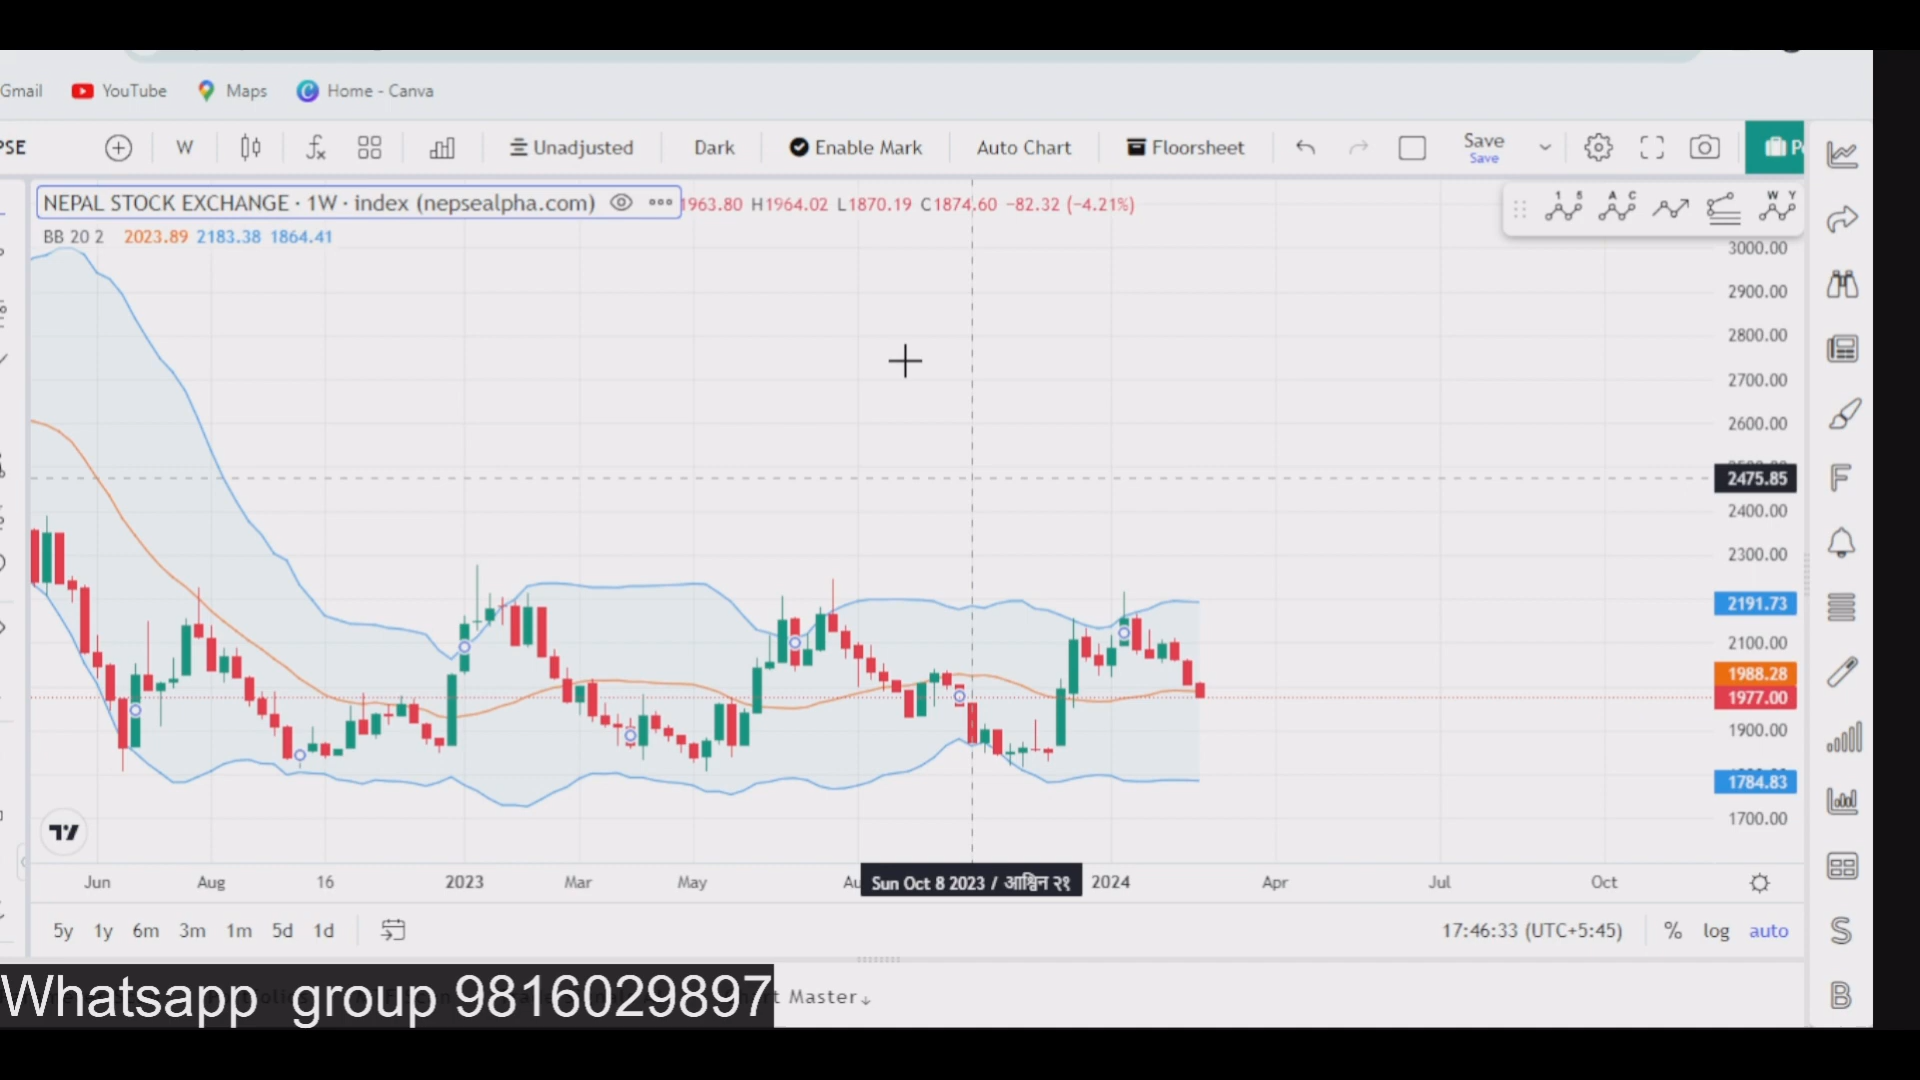 Gmail YouTube Maps Home - Canva
PSE W Unadjusted Dark Enable Mark Auto Chart Floorsheet Save
Save
NEPAL STOCK EXCHANGE · 1W · index (nepsealpha.com) 1963.80 H1964.02 L1870.19 C1874.60 −82.32 (−4.21%)
BB 20 2 2023.89 2183.38 1864.41
1 5 A C W Y
3000.00
2900.00
2800.00
2700.00
2600.00
2475.85
2400.00
2300.00
2191.73
2100.00
1988.28
1977.00
1900.00
1784.83
1700.00
Jun Aug 16 2023 Mar May Au Sun Oct 8 2023 / आश्विन २१ 2024 Apr Jul Oct
5y 1y 6m 3m 1m 5d 1d 17:46:33 (UTC+5:45) % log auto
Whatsapp group 9816029897 t Master
F
S
B